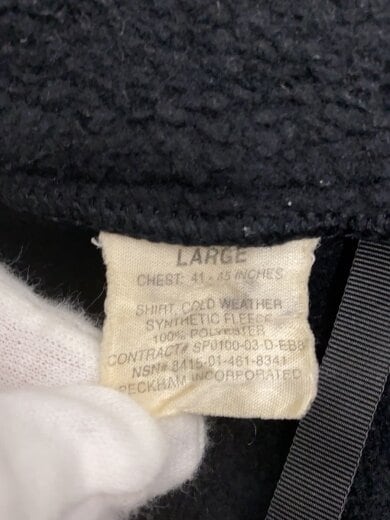 LARGE
CHEST: 41 - 45 INCHES
SHIRT, COLD WEATHER
SYNTHETIC FLEECE
100% POLYESTER
CONTRACT# SP0100-03-D-EBB
NSN# 8415-01-461-8341
PECKHAM INCORPORATED